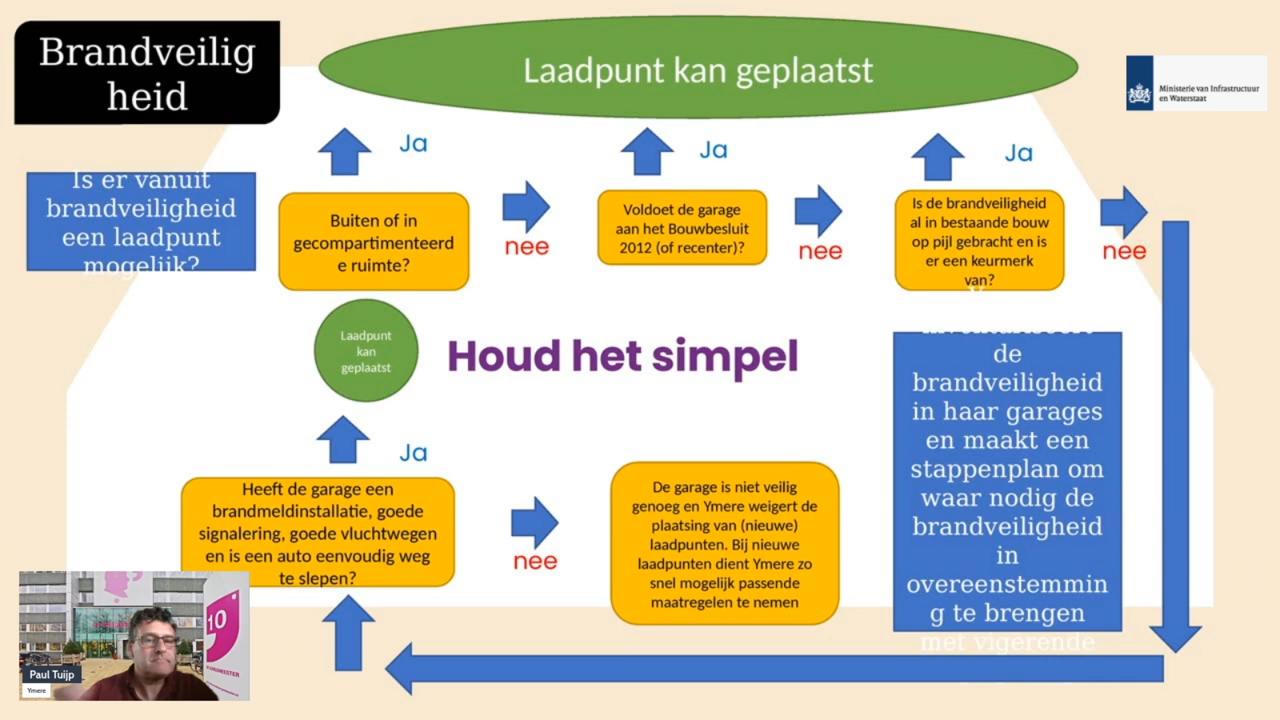 Brandveilig
heid
Laadpunt kan geplaatst
Ministerie van Infrastructuur
en Waterstaat
Ja
Ja
Ja
Is er vanuit
brandveiligheid
een laadpunt
mogelijk?
Buiten of in
gecompartimenteerd
e ruimte?
nee
Voldoet de garage
aan het Bouwbesluit
2012 (of recenter)?
nee
Is de brandveiligheid
al in bestaande bouw
op pijl gebracht en is
er een keurmerk
van?
nee
Laadpunt
kan
geplaatst
Houd het simpel
de
brandveiligheid
in haar garages
en maakt een
stappenplan om
waar nodig de
brandveiligheid
in
overeenstemmin
g te brengen
met vigerende
Ja
Heeft de garage een
brandmeldinstallatie, goede
signalering, goede vluchtwegen
en is een auto eenvoudig weg
te slepen?
nee
De garage is niet veilig
genoeg en Ymere weigert de
plaatsing van (nieuwe)
laadpunten. Bij nieuwe
laadpunten dient Ymere zo
snel mogelijk passende
maatregelen te nemen
10
Paul Tuijp
Ymere